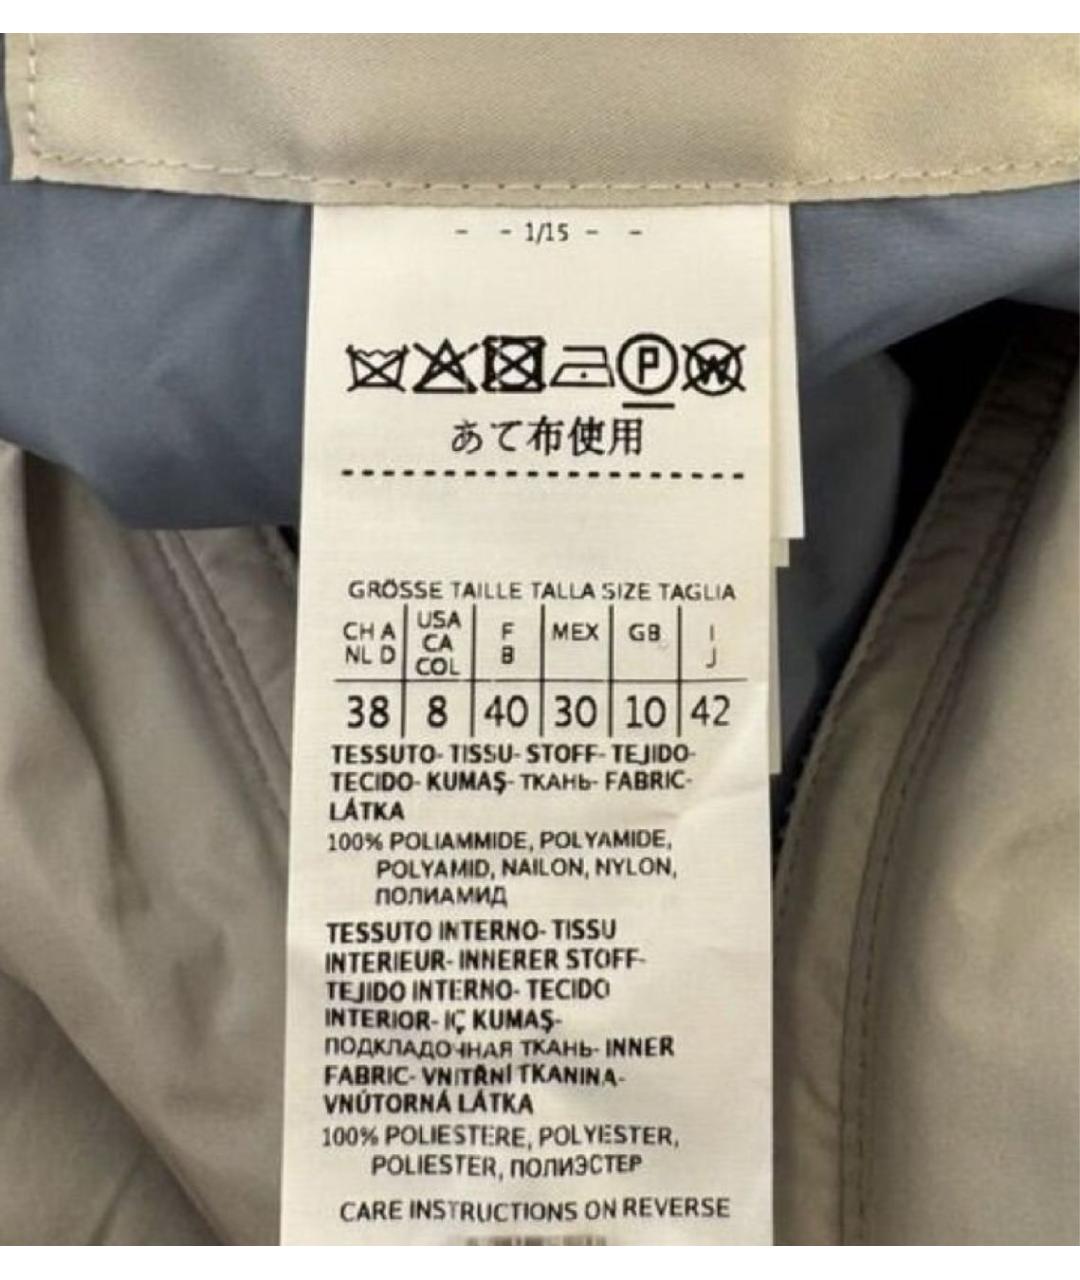 - - 1/15 - -
P W
あて布使用
GRÖSSE TAILLE TALLA SIZE TAGLIA
CH A NL D | USA CA COL | F B | MEX | GB | I J
38 | 8 | 40 | 30 | 10 | 42
TESSUTO- TISSU- STOFF- TEJIDO-
TECIDO- KUMAŞ- ТКАНЬ- FABRIC-
LÁTKA
100% POLIAMMIDE, POLYAMIDE,
POLYAMID, NAILON, NYLON,
ПОЛИАМИД
TESSUTO INTERNO- TISSU
INTERIEUR- INNERER STOFF-
TEJIDO INTERNO- TECIDO
INTERIOR- IÇ KUMAŞ-
ПОДКЛАДОЧНАЯ ТКАНЬ- INNER
FABRIC- VNITŘNÍ TKANINA-
VNÚTORNÁ LÁTKA
100% POLIESTERE, POLYESTER,
POLIESTER, ПОЛИЭСТЕР
CARE INSTRUCTIONS ON REVERSE